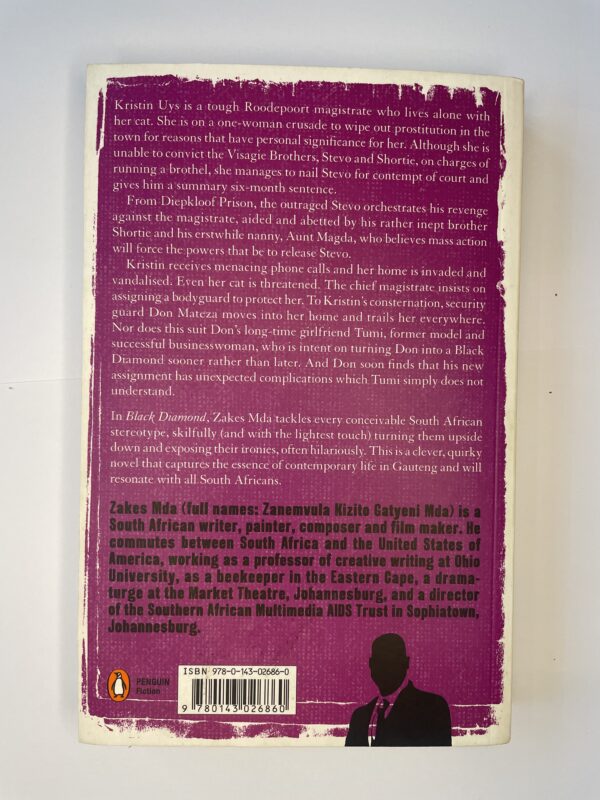 Kristin Uys is a tough Roodepoort magistrate who lives alone with
her cat. She is on a one-woman crusade to wipe out prostitution in the
town for reasons that have personal significance for her. Although she is
unable to convict the Visagie Brothers, Stevo and Shortie, on charges of
running a brothel, she manages to nail Stevo for contempt of court and
gives him a summary six-month sentence.
From Diepkloof Prison, the outraged Stevo orchestrates his revenge
against the magistrate, aided and abetted by his rather inept brother
Shortie and his erstwhile nanny, Aunt Magda, who believes mass action
will force the powers that be to release Stevo.
Kristin receives menacing phone calls and her home is invaded and
vandalised. Even her cat is threatened. The chief magistrate insists on
assigning a bodyguard to protect her. To Kristin's consternation, security
guard Don Mateza moves into her home and trails her everywhere.
Nor does this suit Don's long-time girlfriend Tumi, former model and
successful businesswoman, who is intent on turning Don into a Black
Diamond sooner rather than later. And Don soon finds that his new
assignment has unexpected complications which Tumi simply does not
understand.
In Black Diamond, Zakes Mda tackles every conceivable South African
stereotype, skilfully (and with the lightest touch) turning them upside
down and exposing their ironies, often hilariously. This is a clever, quirky
novel that captures the essence of contemporary life in Gauteng and will
resonate with all South Africans.
Zakes Mda (full names: Zanemvula Kizito Gatyeni Mda) is a
South African writer, painter, composer and film maker. He
commutes between South Africa and the United States of
America, working as a professor of creative writing at Ohio
University, as a beekeeper in the Eastern Cape, a drama-
turge at the Market Theatre, Johannesburg, and a director
of the Southern African Multimedia AIDS Trust in Sophiatown,
Johannesburg.
PENGUIN
Fiction
ISBN 978-0-143-02686-0
9 780143 026860